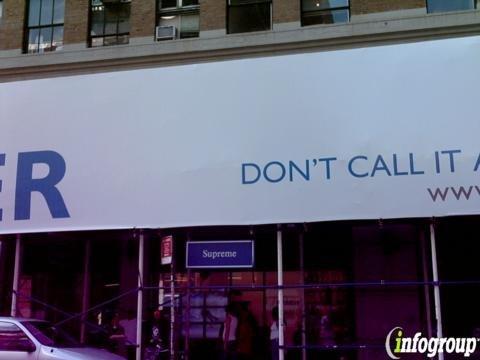 ER
DON'T CALL IT A
www.
Supreme
infogroup